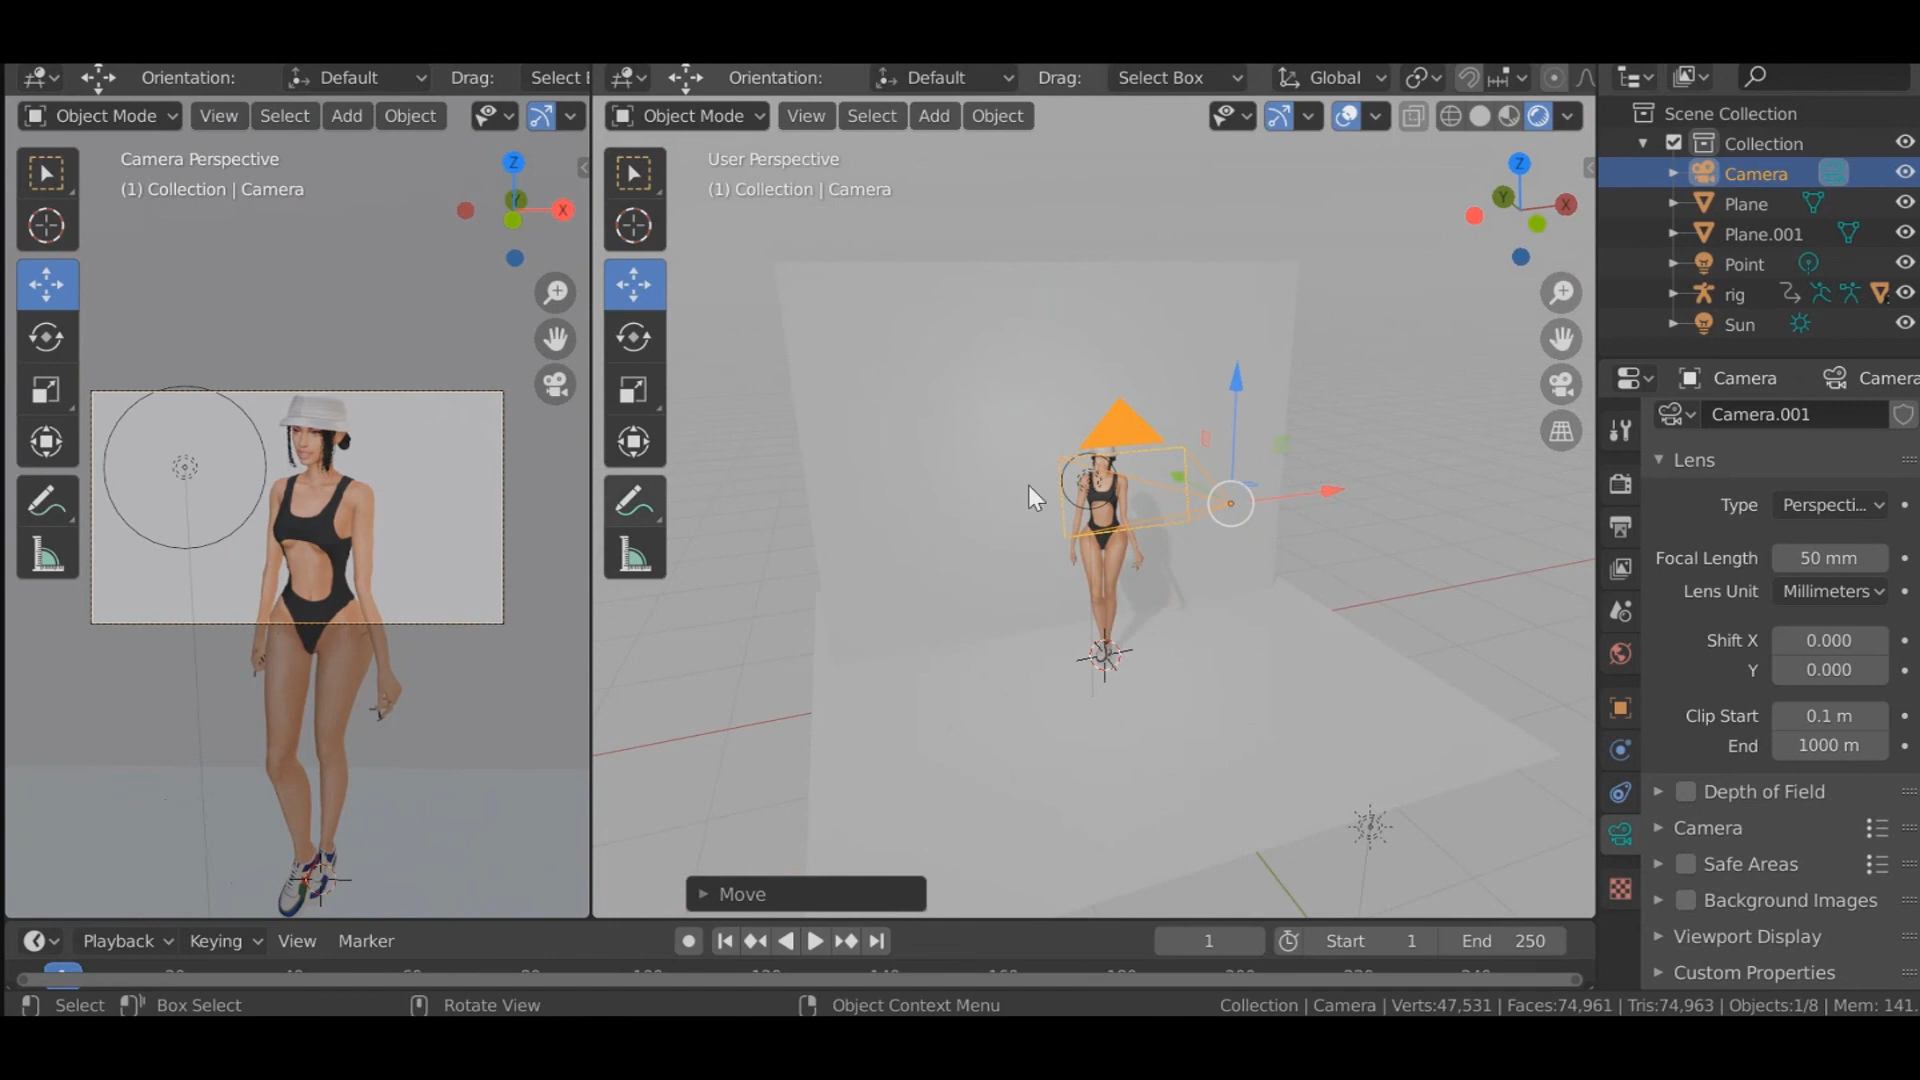 Orientation: Default Drag: Select B
Orientation: Default Drag: Select Box Global
Object Mode View Select Add Object
Object Mode View Select Add Object
Camera Perspective
(1) Collection | Camera
Z
Y
X
User Perspective
(1) Collection | Camera
Z
Y
X
Move
Scene Collection
Collection
Camera
Plane
Plane.001
Point
rig
Sun
Camera Camera
Camera.001
Lens
Type Perspecti...
Focal Length 50 mm
Lens Unit Millimeters
Shift X 0.000
Y 0.000
Clip Start 0.1 m
End 1000 m
Depth of Field
Camera
Safe Areas
Background Images
Viewport Display
Custom Properties
Playback Keying View Marker 1 Start 1 End 250
Select Box Select Rotate View Object Context Menu Collection | Camera | Verts:47,531 | Faces:74,961 | Tris:74,963 | Objects:1/8 | Mem: 141.